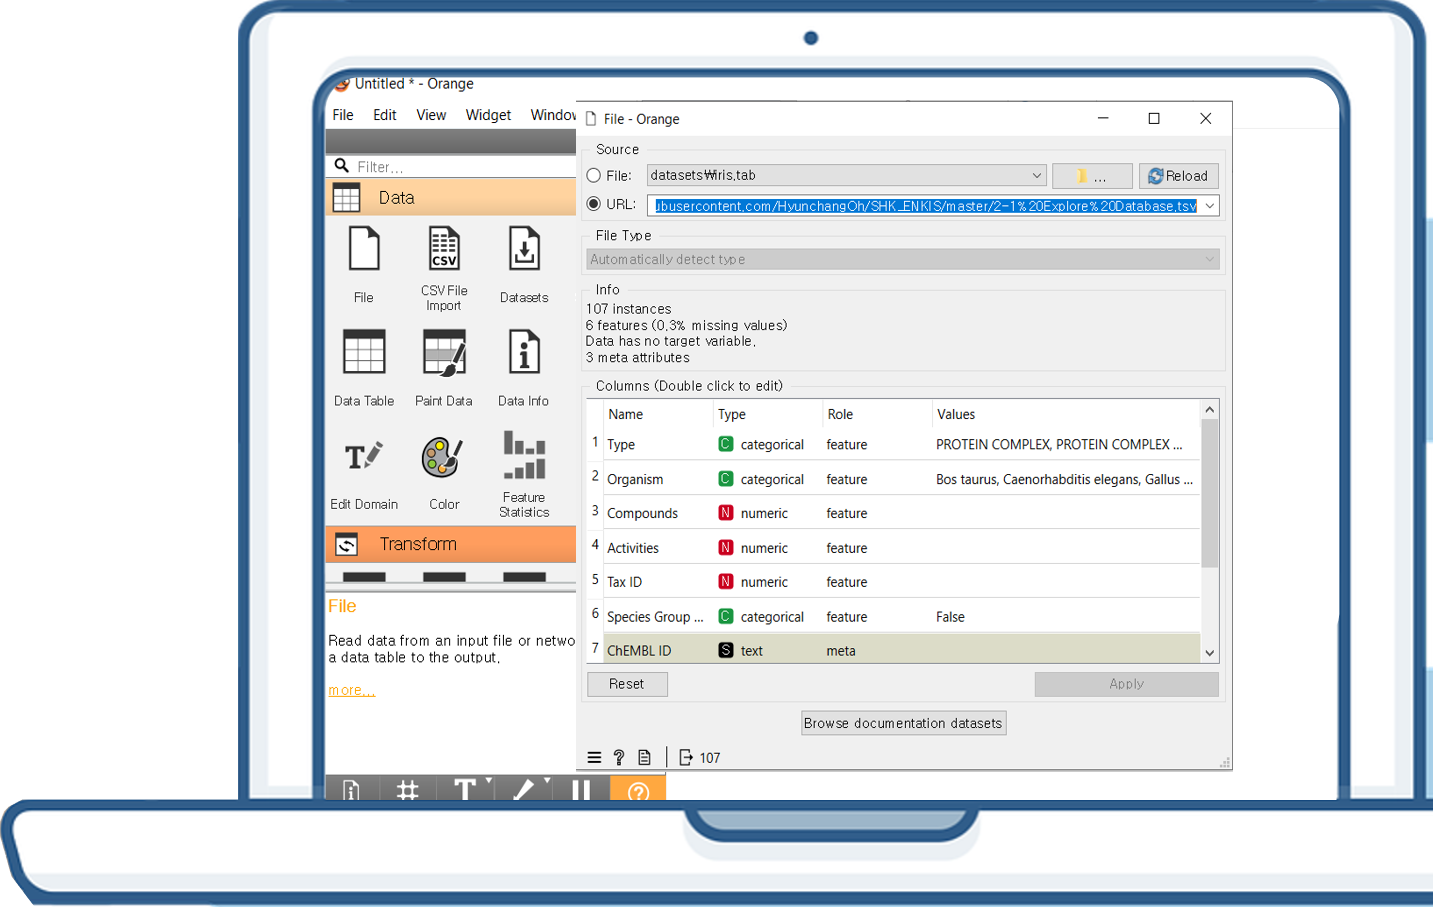 Untitled * - Orange
File Edit View Widget Window
Filter...
Data
File
CSV File Import
Datasets
Data Table
Paint Data
Data Info
Edit Domain
Color
Feature Statistics
Transform
File
Read data from an input file or netwo
a data table to the output.
more...
File - Orange
Source
File: datasets₩iris.tab ... Reload
URL: ubusercontent.com/HyunchangOh/SHK_ENKIS/master/2-1%20Explore%20Database.tsv
File Type
Automatically detect type
Info
107 instances
6 features (0.3% missing values)
Data has no target variable.
3 meta attributes
Columns (Double click to edit)
Name Type Role Values
1 Type C categorical feature PROTEIN COMPLEX, PROTEIN COMPLEX ...
2 Organism C categorical feature Bos taurus, Caenorhabditis elegans, Gallus ...
3 Compounds N numeric feature
4 Activities N numeric feature
5 Tax ID N numeric feature
6 Species Group ... C categorical feature False
7 ChEMBL ID S text meta
Reset Apply
Browse documentation datasets
? 107